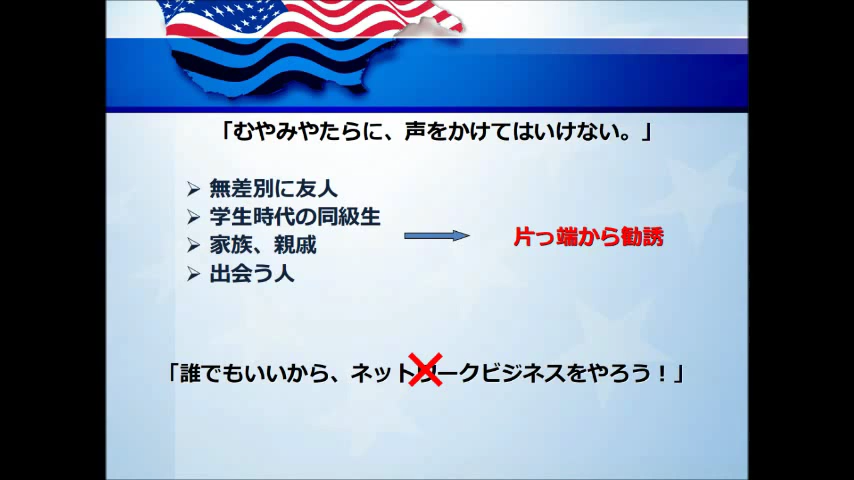 「むやみやたらに、声をかけてはいけない。」
無差別に友人
学生時代の同級生
家族、親戚
出会う人
片っ端から勧誘
「誰でもいいから、ネットワークビジネスをやろう！」